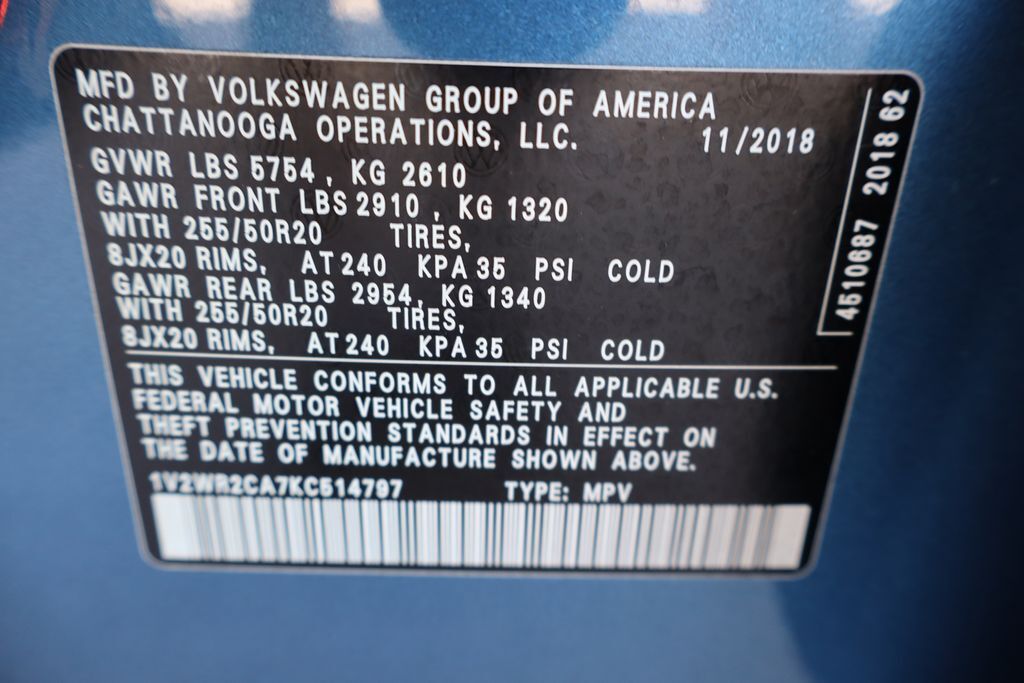 MFD BY VOLKSWAGEN GROUP OF AMERICA
CHATTANOOGA OPERATIONS, LLC. 11/2018
GVWR LBS 5754 , KG 2610
GAWR FRONT LBS 2910 , KG 1320
WITH 255/50R20 TIRES,
8JX20 RIMS, AT 240 KPA 35 PSI COLD
GAWR REAR LBS 2954, KG 1340
WITH 255/50R20 TIRES,
8JX20 RIMS, AT 240 KPA 35 PSI COLD
THIS VEHICLE CONFORMS TO ALL APPLICABLE U.S.
FEDERAL MOTOR VEHICLE SAFETY AND
THEFT PREVENTION STANDARDS IN EFFECT ON
THE DATE OF MANUFACTURE SHOWN ABOVE.
1V2WR2CA7KC514797 TYPE: MPV
4510687 2018 62